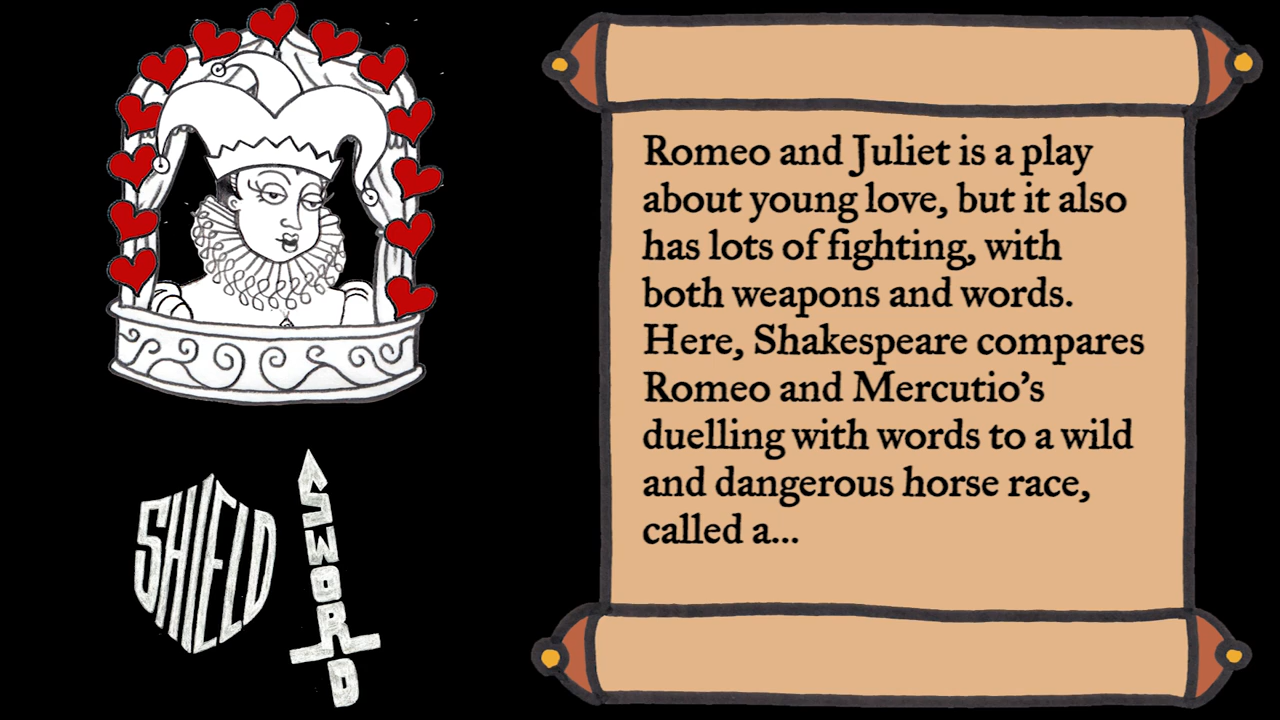 Romeo and Juliet is a play
about young love, but it also
has lots of fighting, with
both weapons and words.
Here, Shakespeare compares
Romeo and Mercutio’s
duelling with words to a wild
and dangerous horse race,
called a...
SHIELD
SWORD